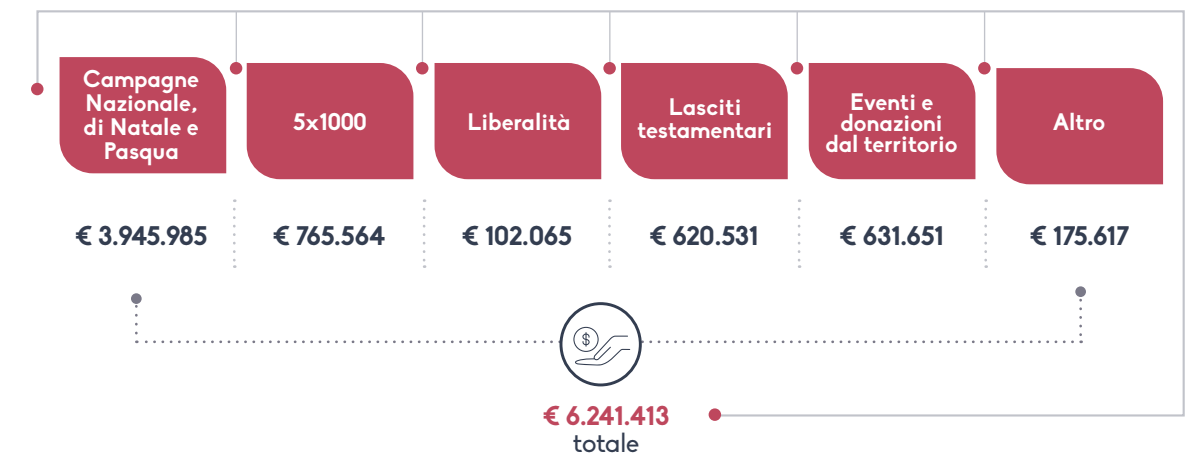 Campagne
Nazionale,
di Natale e
Pasqua
5x1000
Liberalità
Lasciti
testamentari
Eventi e
donazioni
dal territorio
Altro
€ 3.945.985
€ 765.564
€ 102.065
€ 620.531
€ 631.651
€ 175.617
$
€ 6.241.413
totale